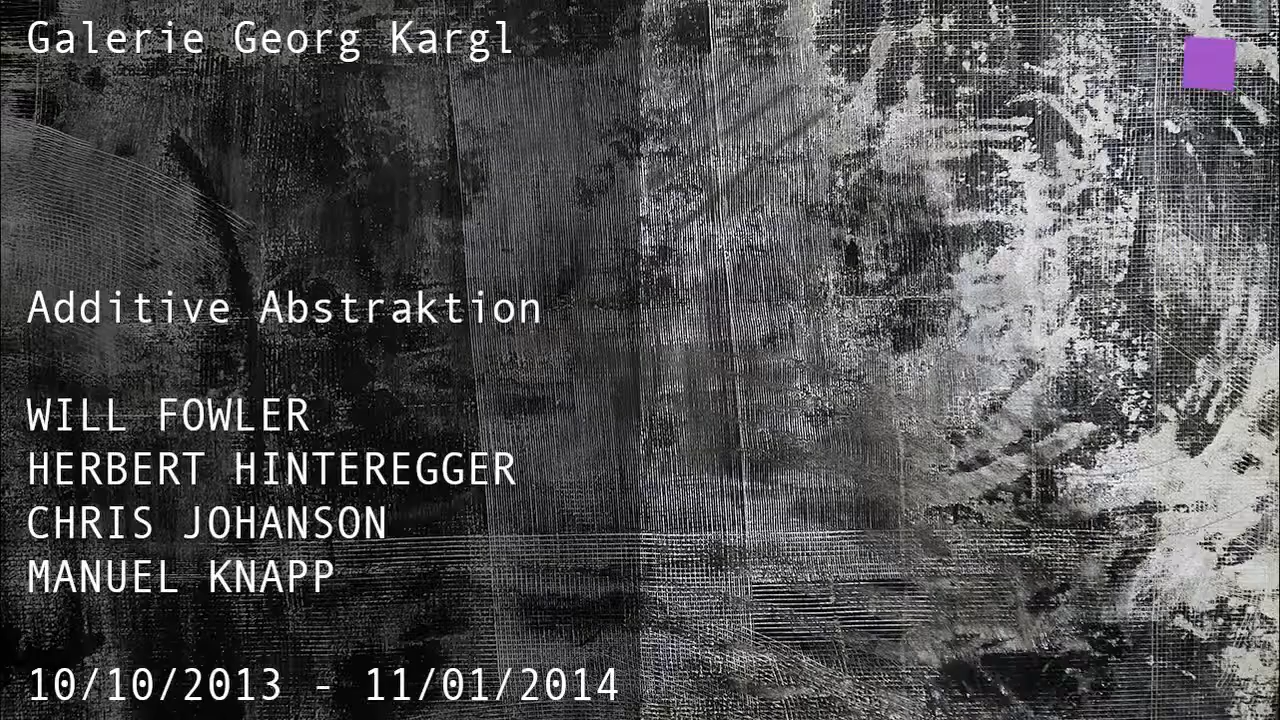 Galerie Georg Kargl
Additive Abstraktion
WILL FOWLER
HERBERT HINTEREGGER
CHRIS JOHANSON
MANUEL KNAPP
10/10/2013 - 11/01/2014